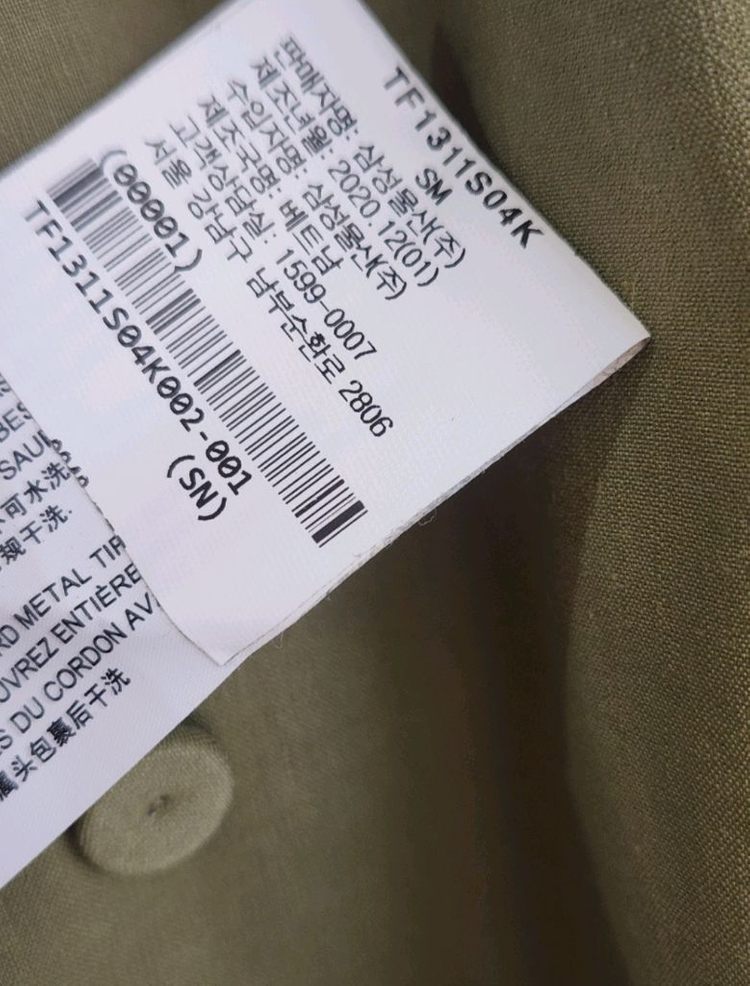 TF1311S04K
SM
판매자명: 삼성물산(주)
제조년월: 2020.12(01)
수입자명: 삼성물산(주)
제조국명: 베트남
고객상담실: 1599-0007
서울 강남구 남부순환로 2806
(00001)
TF1311S04K002-001
(SN)
可水洗
干洗.
RD METAL TIP
UVREZ ENTIÈRE
S DU CORDON AV
头包裹后干洗